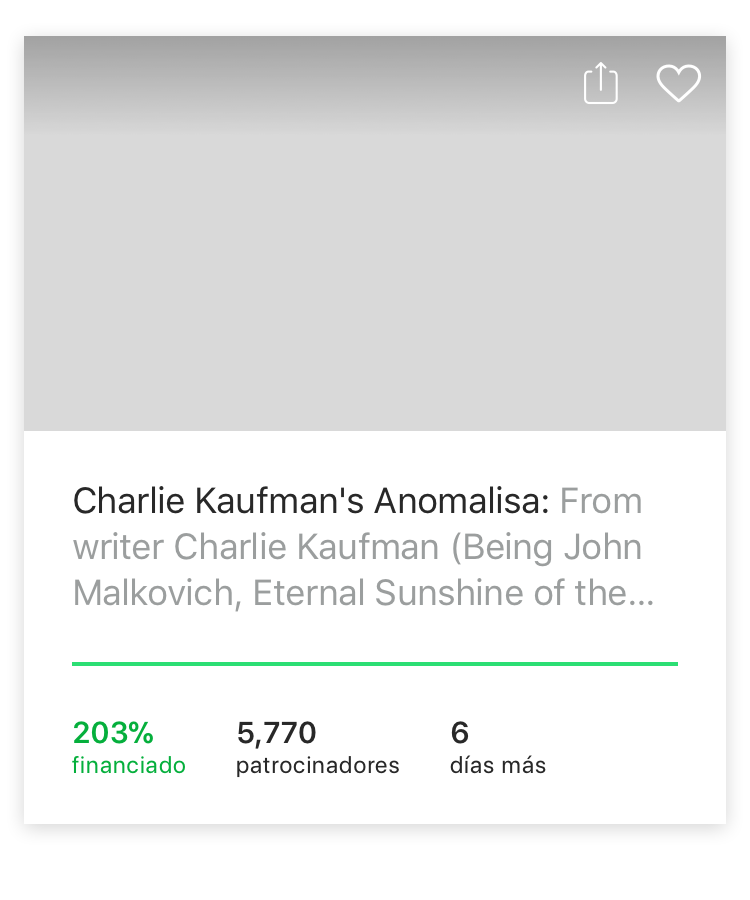 Charlie Kaufman's Anomalisa: From
writer Charlie Kaufman (Being John
Malkovich, Eternal Sunshine of the...
203% 5,770 6
financiado patrocinadores días más